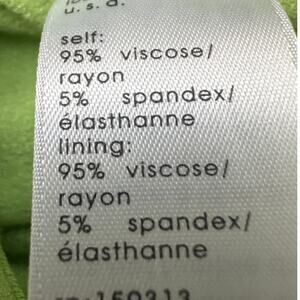 u.s.a.
self:
95% viscose/
rayon
5% spandex/
élasthanne
lining:
95% viscose/
rayon
5% spandex/
élasthanne